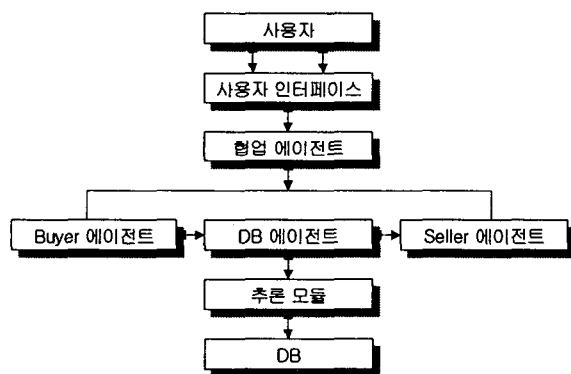 사용자
사용자 인터페이스
협업 에이전트
Buyer 에이전트
DB 에이전트
Seller 에이전트
추론 모듈
DB